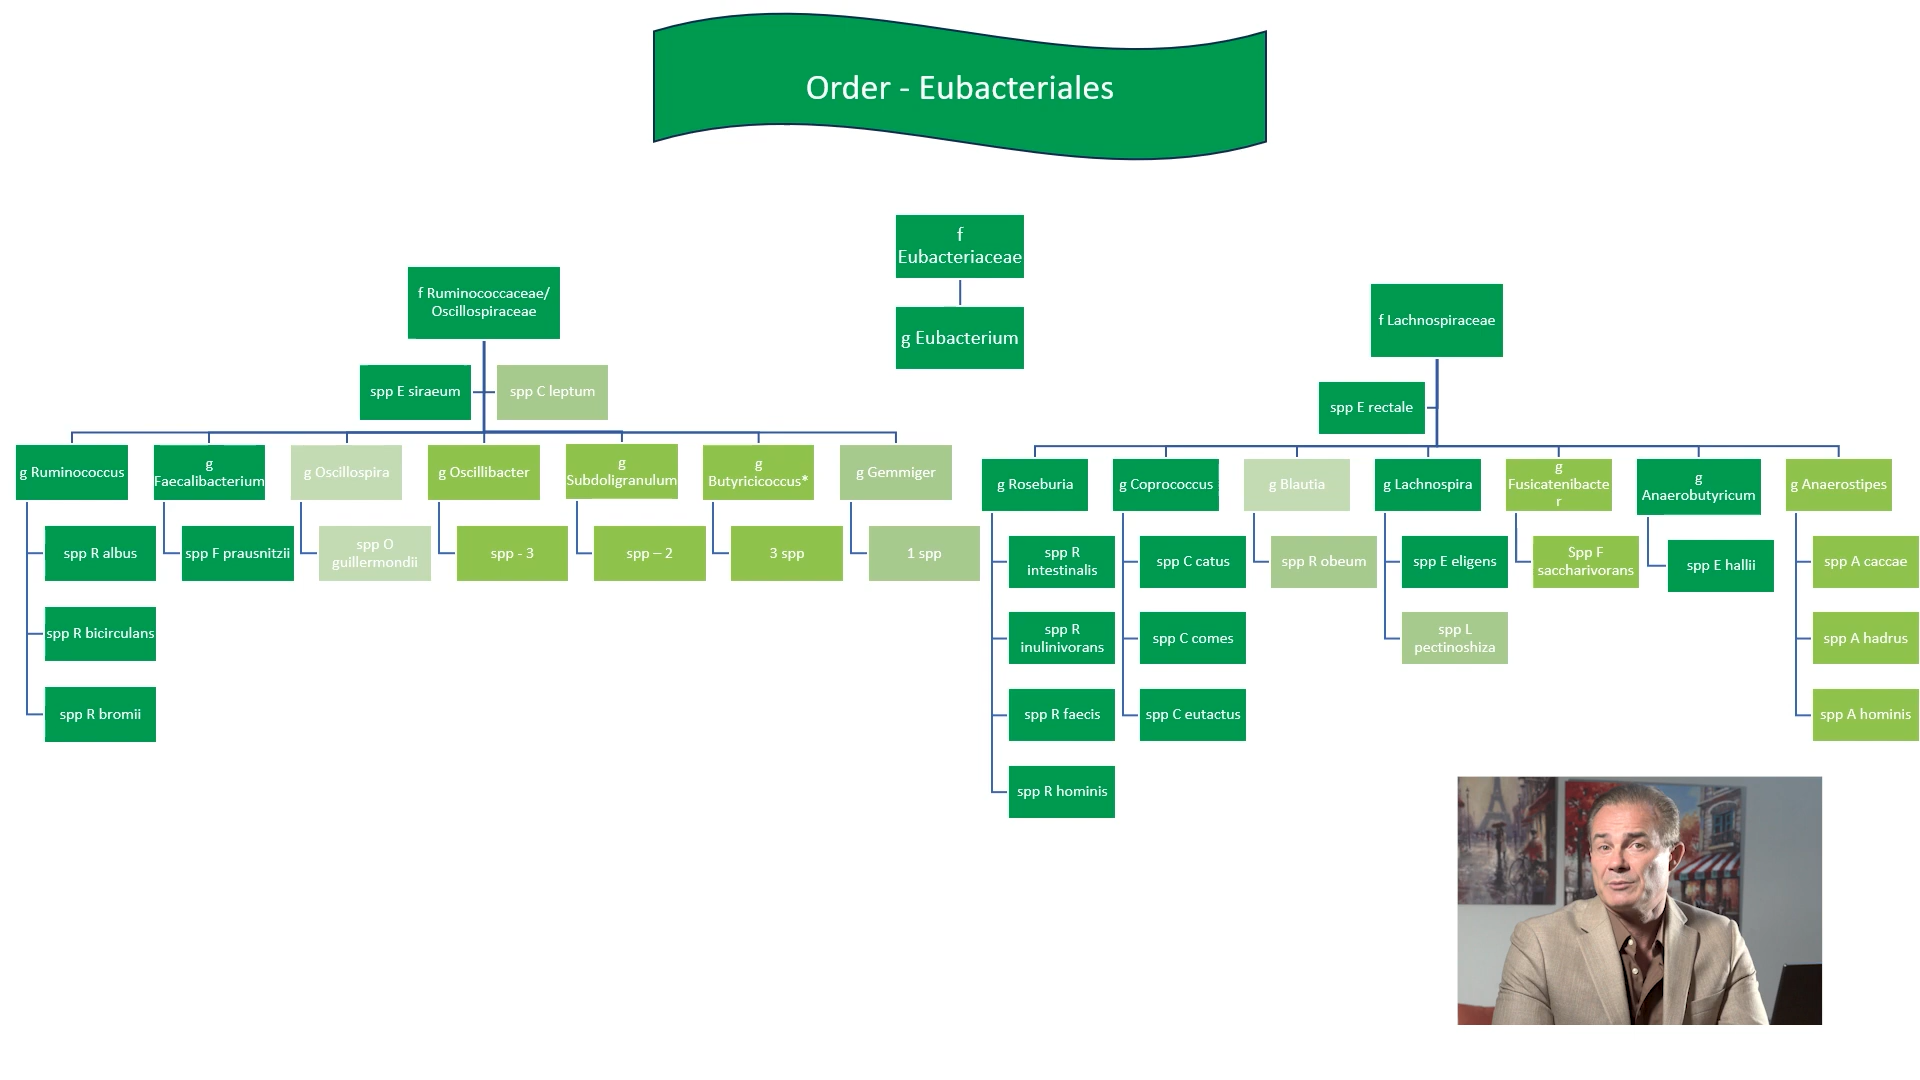 Order - Eubacteriales
f
Eubacteriaceae
g Eubacterium
f Ruminococcaceae/
Oscillospiraceae
spp E siraeum
spp C leptum
g Ruminococcus
g
Faecalibacterium
g Oscillospira
g Oscillibacter
g
Subdoligranulum
g
Butyricicoccus*
g Gemmiger
spp R albus
spp F prausnitzii
spp O
guillermondii
spp - 3
spp – 2
3 spp
1 spp
spp R bicirculans
spp R bromii
f Lachnospiraceae
spp E rectale
g Roseburia
g Coprococcus
g Blautia
g Lachnospira
g
Fusicatenibacte
r
g
Anaerobutyricum
g Anaerostipes
spp R
intestinalis
spp C catus
spp R obeum
spp E eligens
Spp F
saccharivorans
spp E hallii
spp A caccae
spp R
inulinivorans
spp C comes
spp L
pectinoshiza
spp A hadrus
spp R faecis
spp C eutactus
spp A hominis
spp R hominis